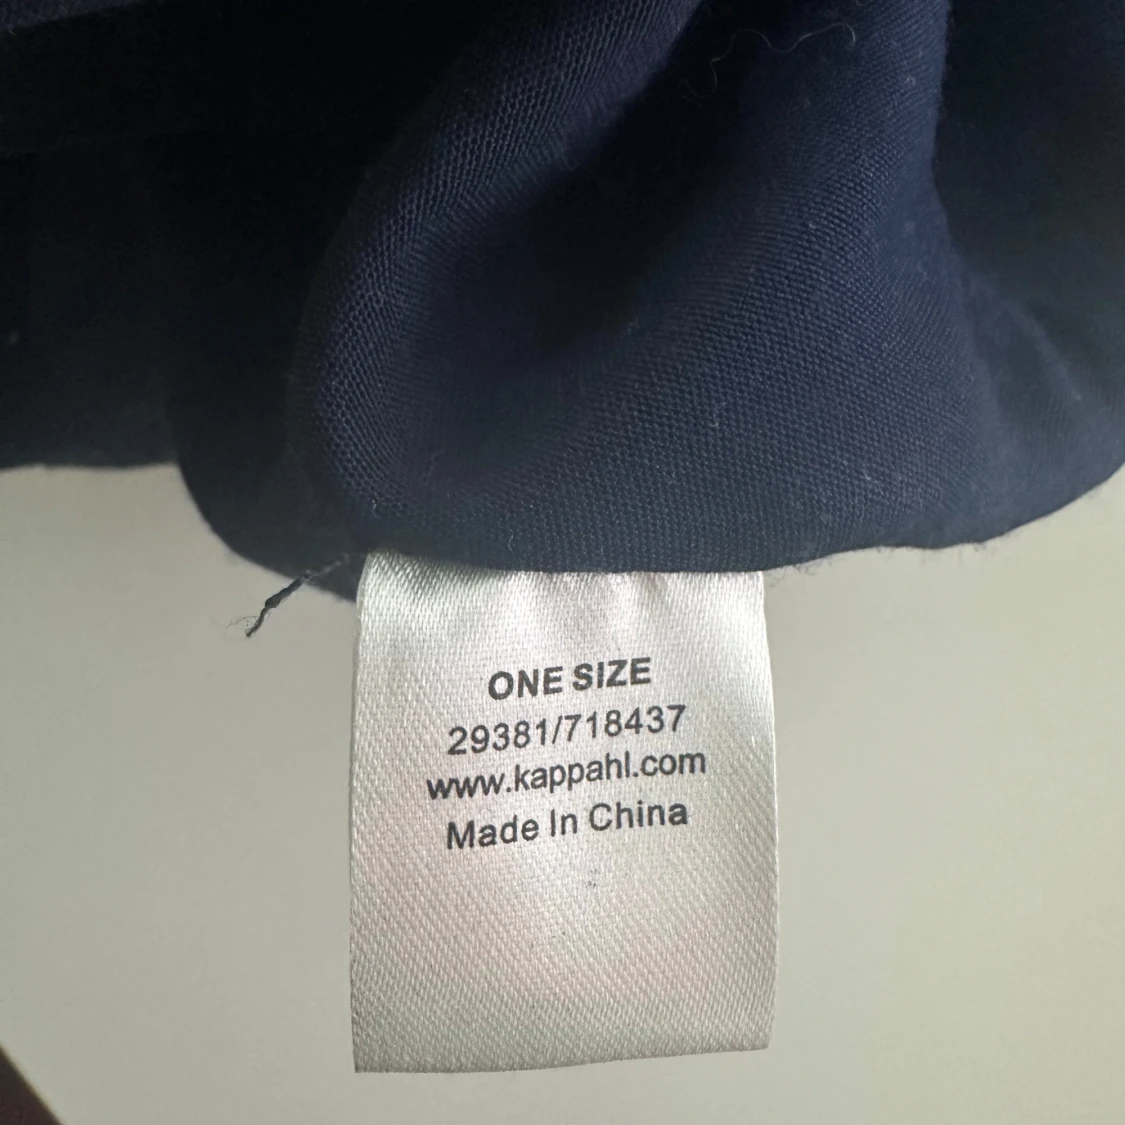 ONE SIZE
29381/718437
www.kappahl.com
Made In China